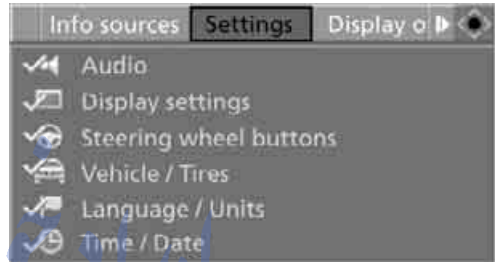 Info sources Settings Display o
Audio
Display settings
Steering wheel buttons
Vehicle / Tires
Language / Units
Time / Date